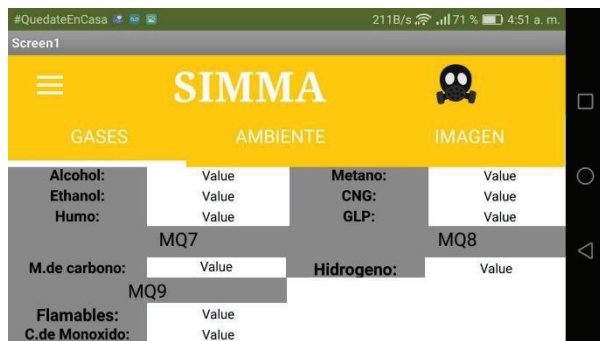 #QuedateEnCasa 211B/s 71 % 4:51 a. m.
Screen1
SIMMA
GASES AMBIENTE IMAGEN
Alcohol: Value Metano: Value
Ethanol: Value CNG: Value
Humo: Value GLP: Value
MQ7 MQ8
M.de carbono: Value Hidrogeno: Value
MQ9
Flamables: Value
C.de Monoxido: Value